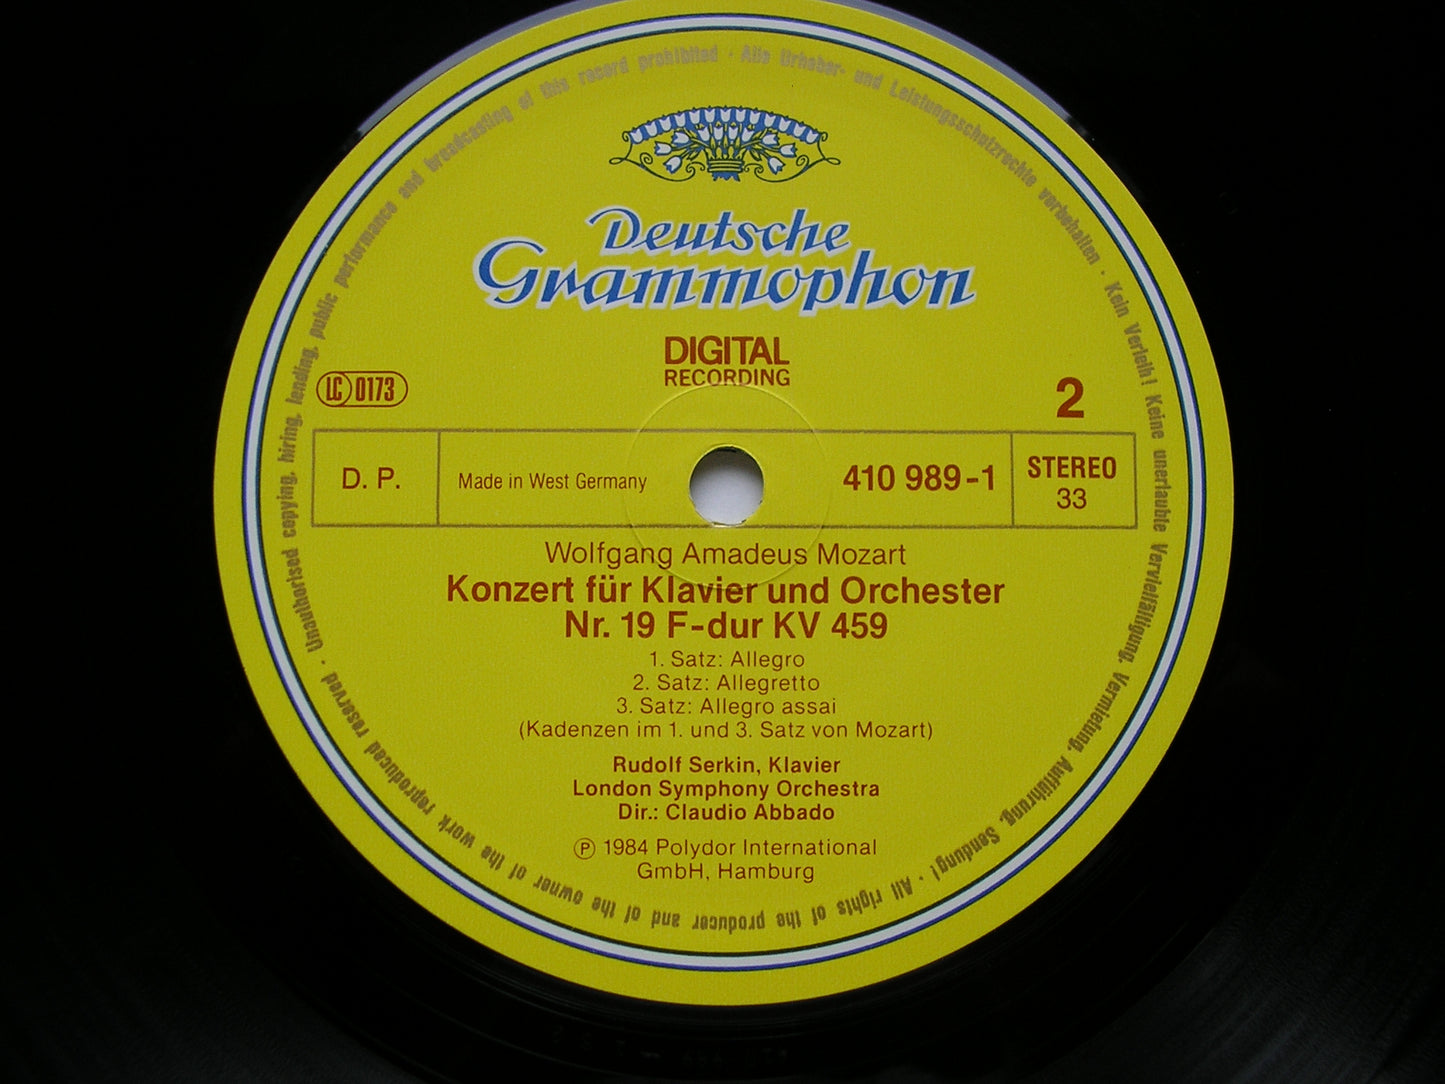 Deutsche
Grammophon
DIGITAL
RECORDING
LC 0173
2
D. P.
Made in West Germany
410 989-1
STEREO
33
Wolfgang Amadeus Mozart
Konzert für Klavier und Orchester
Nr. 19 F-dur KV 459
1. Satz: Allegro
2. Satz: Allegretto
3. Satz: Allegro assai
(Kadenzen im 1. und 3. Satz von Mozart)
Rudolf Serkin, Klavier
London Symphony Orchestra
Dir.: Claudio Abbado
℗ 1984 Polydor International
GmbH, Hamburg
Alle Urheber- und Leistungsschutzrechte vorbehalten · Kein Verleih! Keine unerlaubte Vervielfältigung, Vermietung, Aufführung, Sendung! · All rights of the producer and of the owner of the work reproduced reserved · Unauthorised copying, hiring, lending, public performance and broadcasting of this record prohibited ·